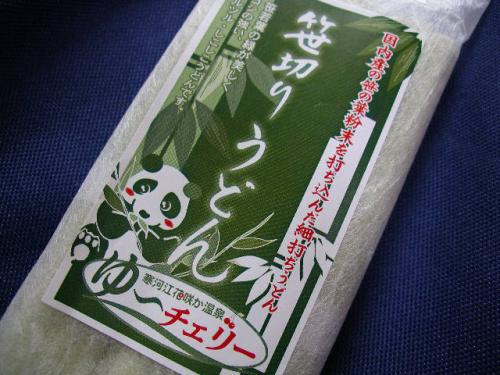 国内産の笹の葉粉末を打ち込んだ細打ちうどん
笹切りうどん
寒河江花咲か温泉
ゆ～チェリー